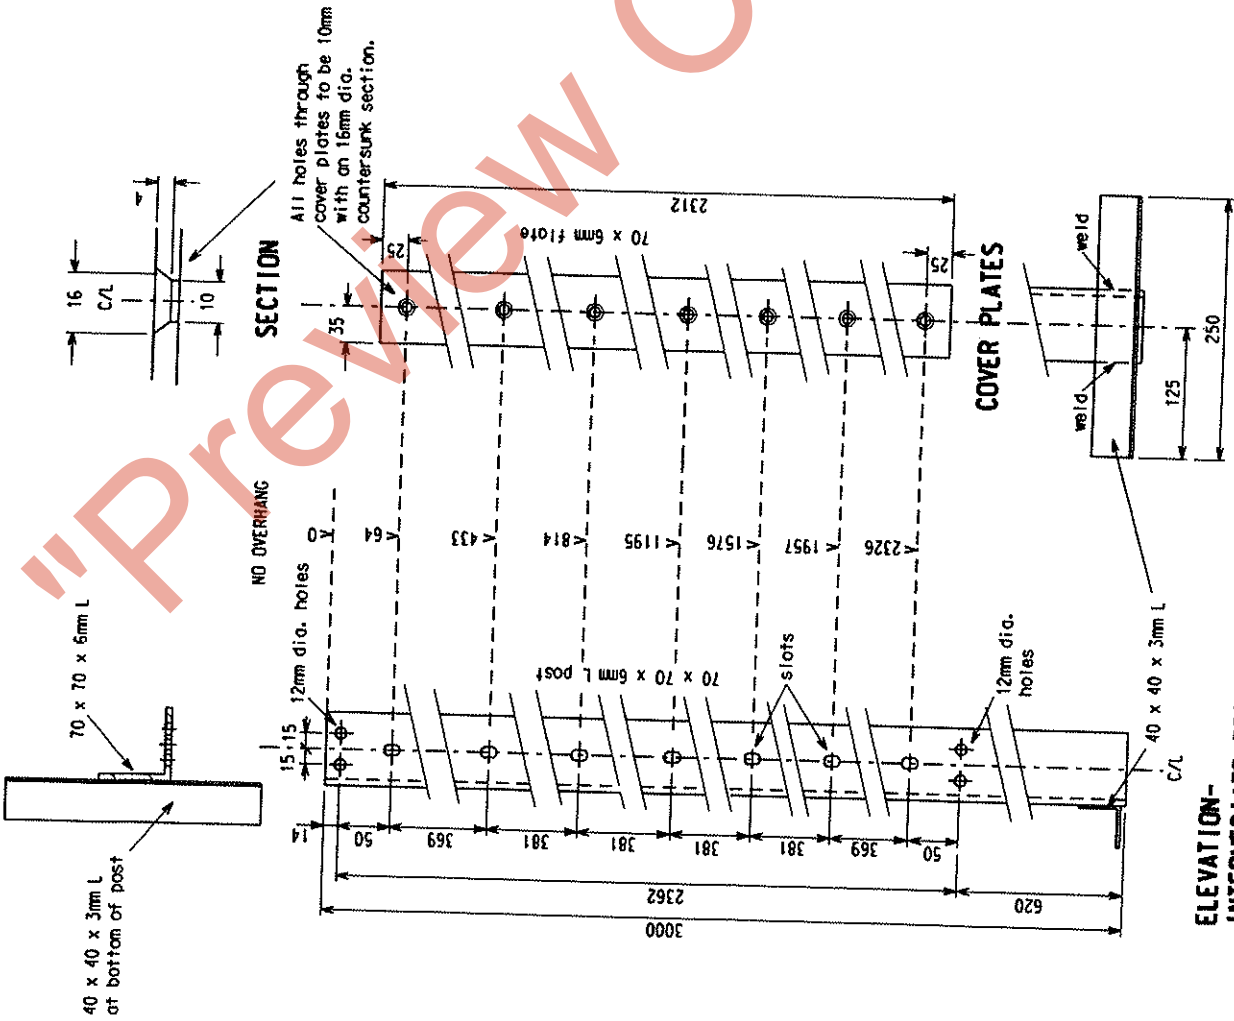 "Preview O
40 x 40 x 3mm L
at bottom of post
70 x 70 x 6mm L
16
C/L
4
10
SECTION
All holes through
cover plates to be 10mm
with an 16mm dia.
countersunk section.
NO OVERHANG
12mm dia. holes
15
15
0
64
433
814
1195
1576
1957
2326
35
25
70 x 6mm flate
2312
25
COVER PLATES
70 x 70 x 6mm L post
slots
12mm dia.
holes
14
50
369
381
381
381
381
369
50
2362
620
3000
C/L
40 x 40 x 3mm L
weld
weld
125
250
ELEVATION-